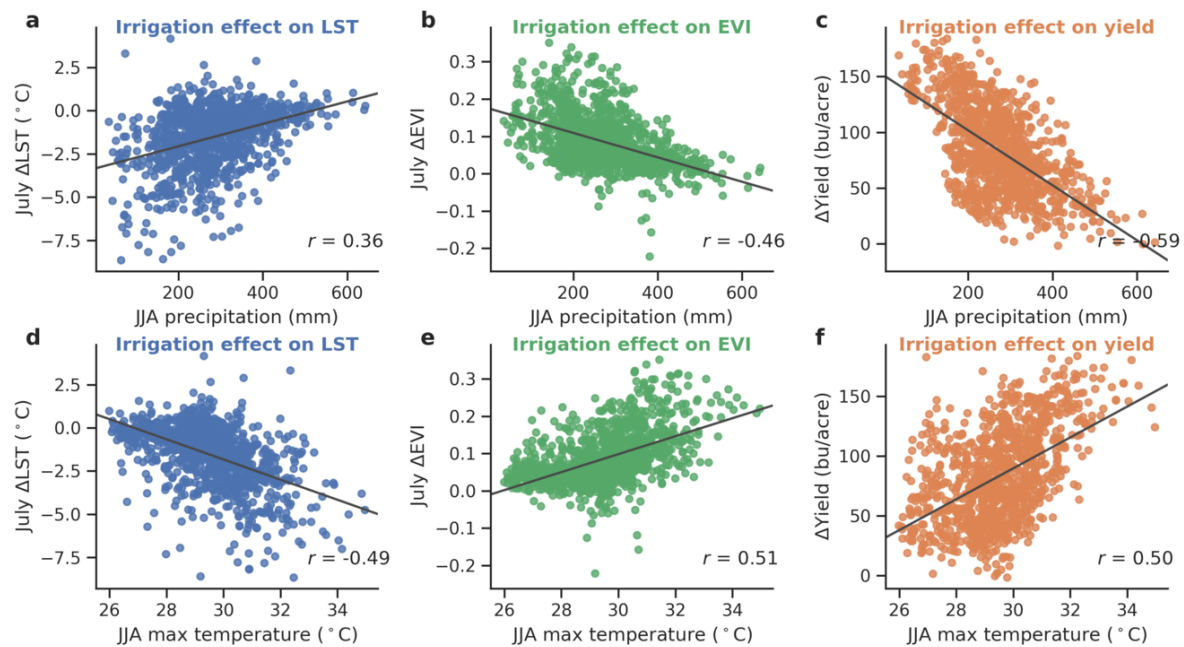 a Irrigation effect on LST
2.5
0.0
−2.5
−5.0
−7.5
July ΔLST (°C)
r = 0.36
200 400 600
JJA precipitation (mm)
b Irrigation effect on EVI
0.3
0.2
0.1
0.0
−0.1
−0.2
July ΔEVI
r = -0.46
200 400 600
JJA precipitation (mm)
c Irrigation effect on yield
150
100
50
0
ΔYield (bu/acre)
r = -0.59
200 400 600
JJA precipitation (mm)
d Irrigation effect on LST
2.5
0.0
−2.5
−5.0
−7.5
July ΔLST (°C)
r = -0.49
26 28 30 32 34
JJA max temperature (°C)
e Irrigation effect on EVI
0.3
0.2
0.1
0.0
−0.1
−0.2
July ΔEVI
r = 0.51
26 28 30 32 34
JJA max temperature (°C)
f Irrigation effect on yield
150
100
50
0
ΔYield (bu/acre)
r = 0.50
26 28 30 32 34
JJA max temperature (°C)